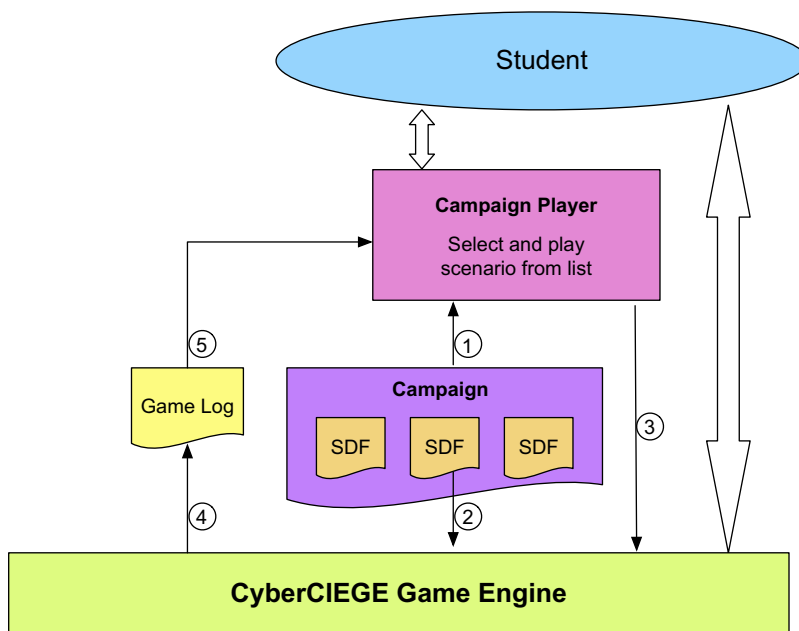 Student
Campaign Player
Select and play
scenario from list
5
1
Game Log
Campaign
SDF
SDF
SDF
3
4
2
CyberCIEGE Game Engine